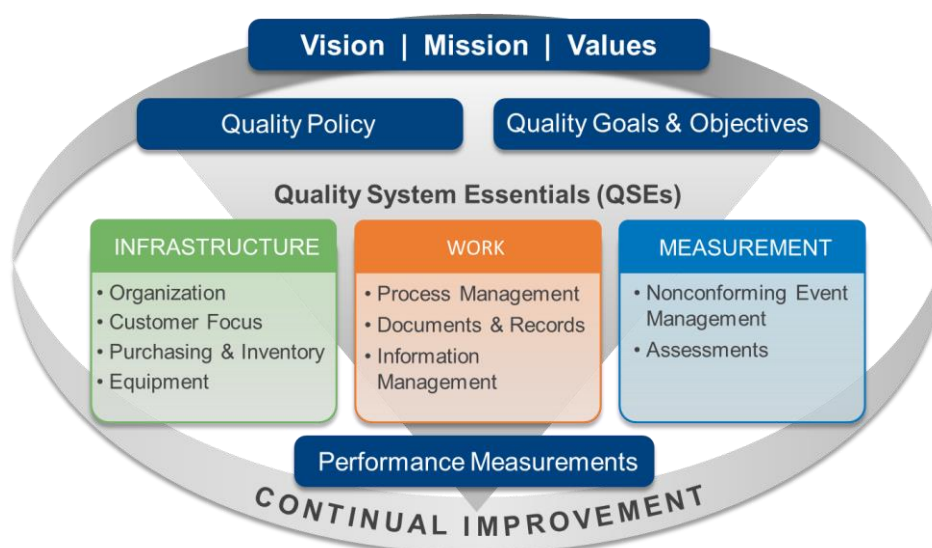 Vision | Mission | Values
Quality Policy
Quality Goals & Objectives
Quality System Essentials (QSEs)
INFRASTRUCTURE
• Organization
• Customer Focus
• Purchasing & Inventory
• Equipment
WORK
• Process Management
• Documents & Records
• Information
Management
MEASUREMENT
• Nonconforming Event
Management
• Assessments
Performance Measurements
CONTINUAL IMPROVEMENT